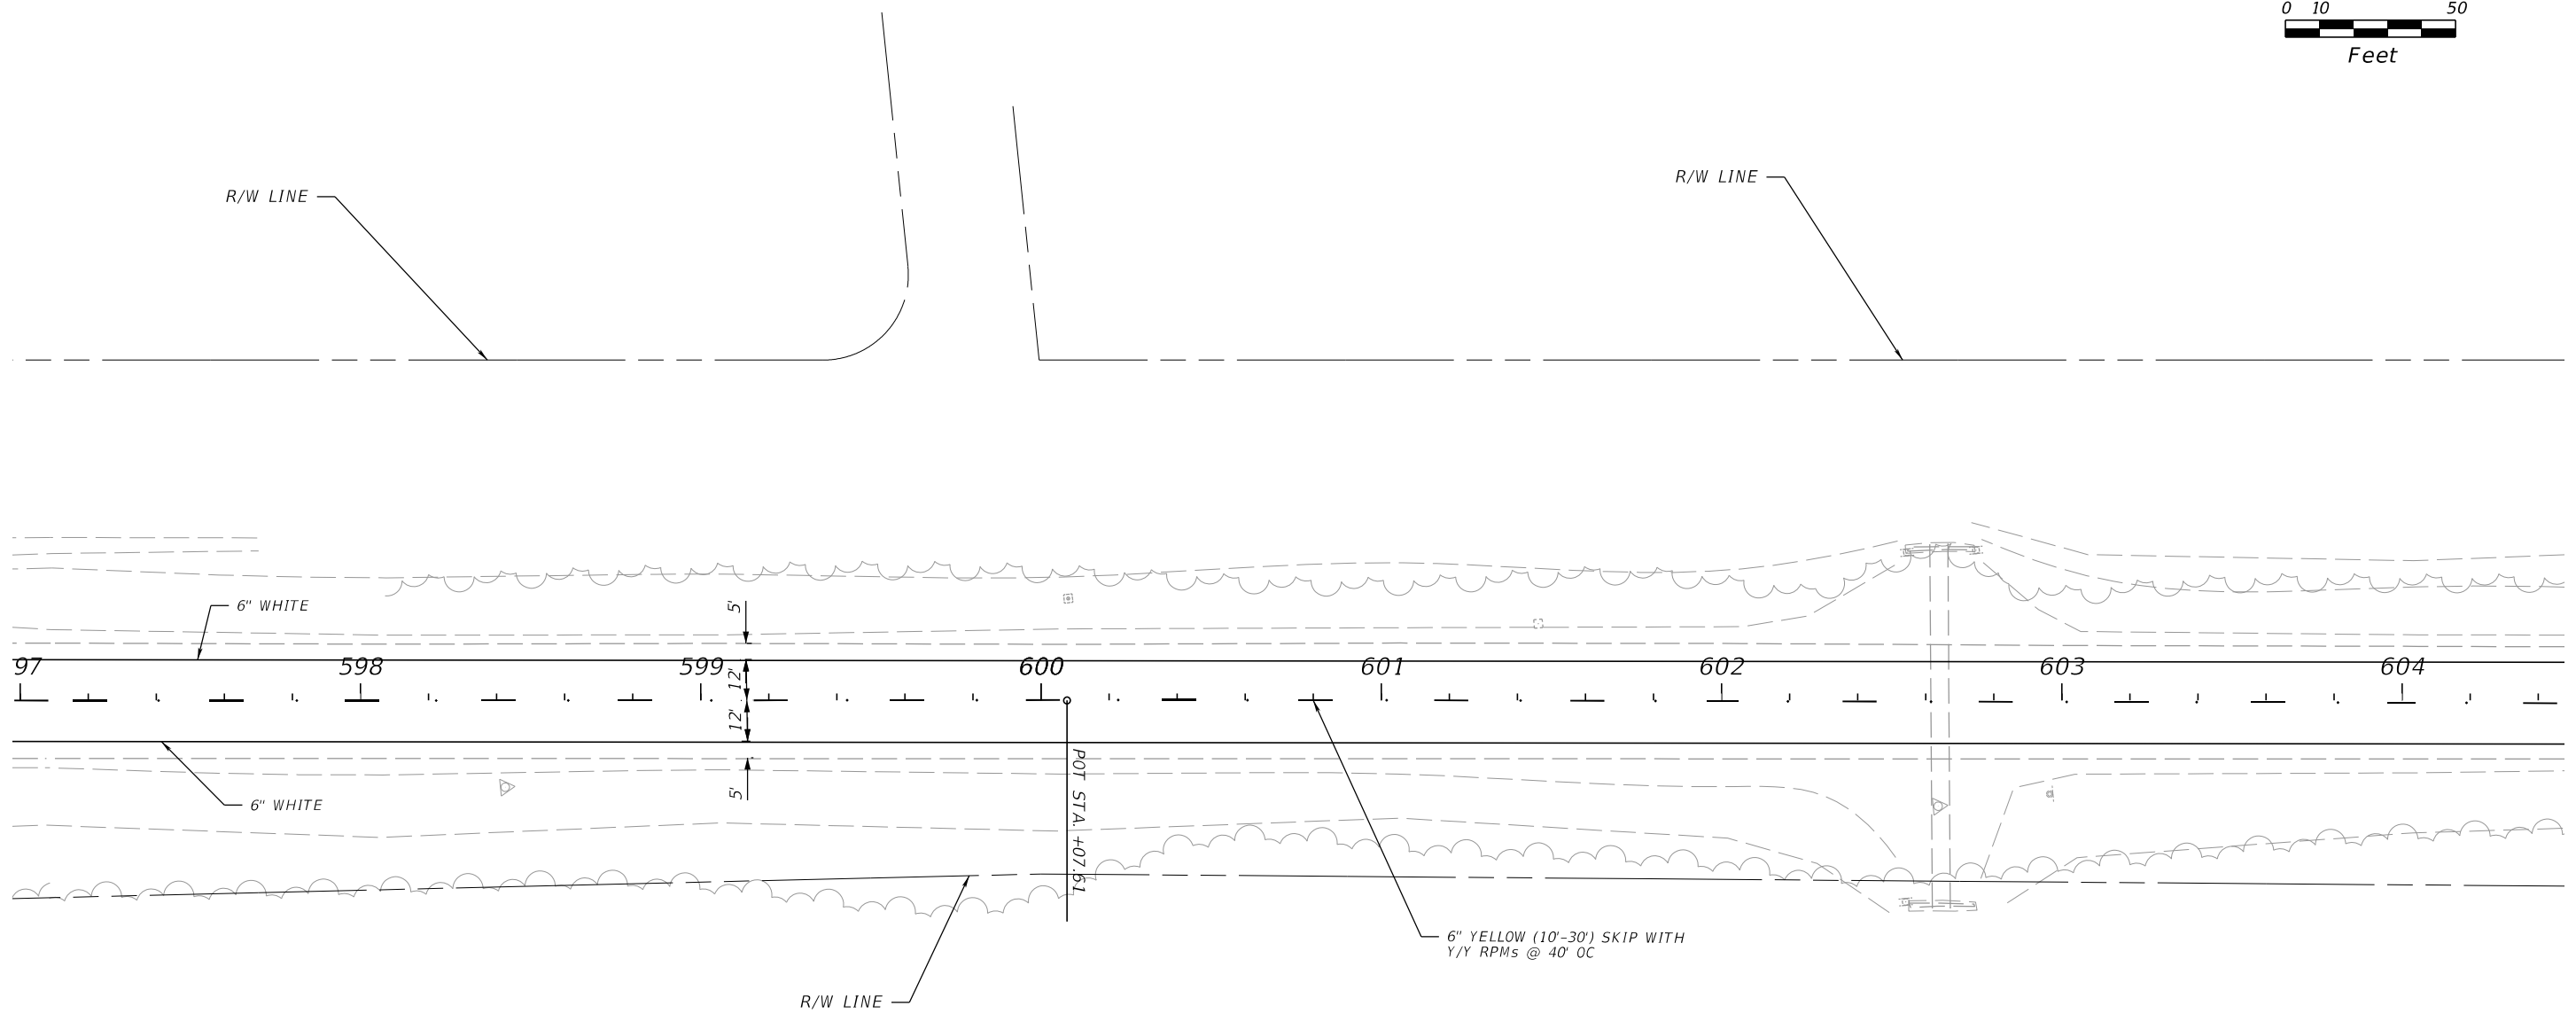 0 10 50
Feet
R/W LINE
R/W LINE
6" WHITE
5'
97 598 599 600 601 602 603 604
12'
12'
POT STA. +07.61
5'
6" WHITE
6" YELLOW (10'-30') SKIP WITH
Y/Y RPMs @ 40' OC
R/W LINE